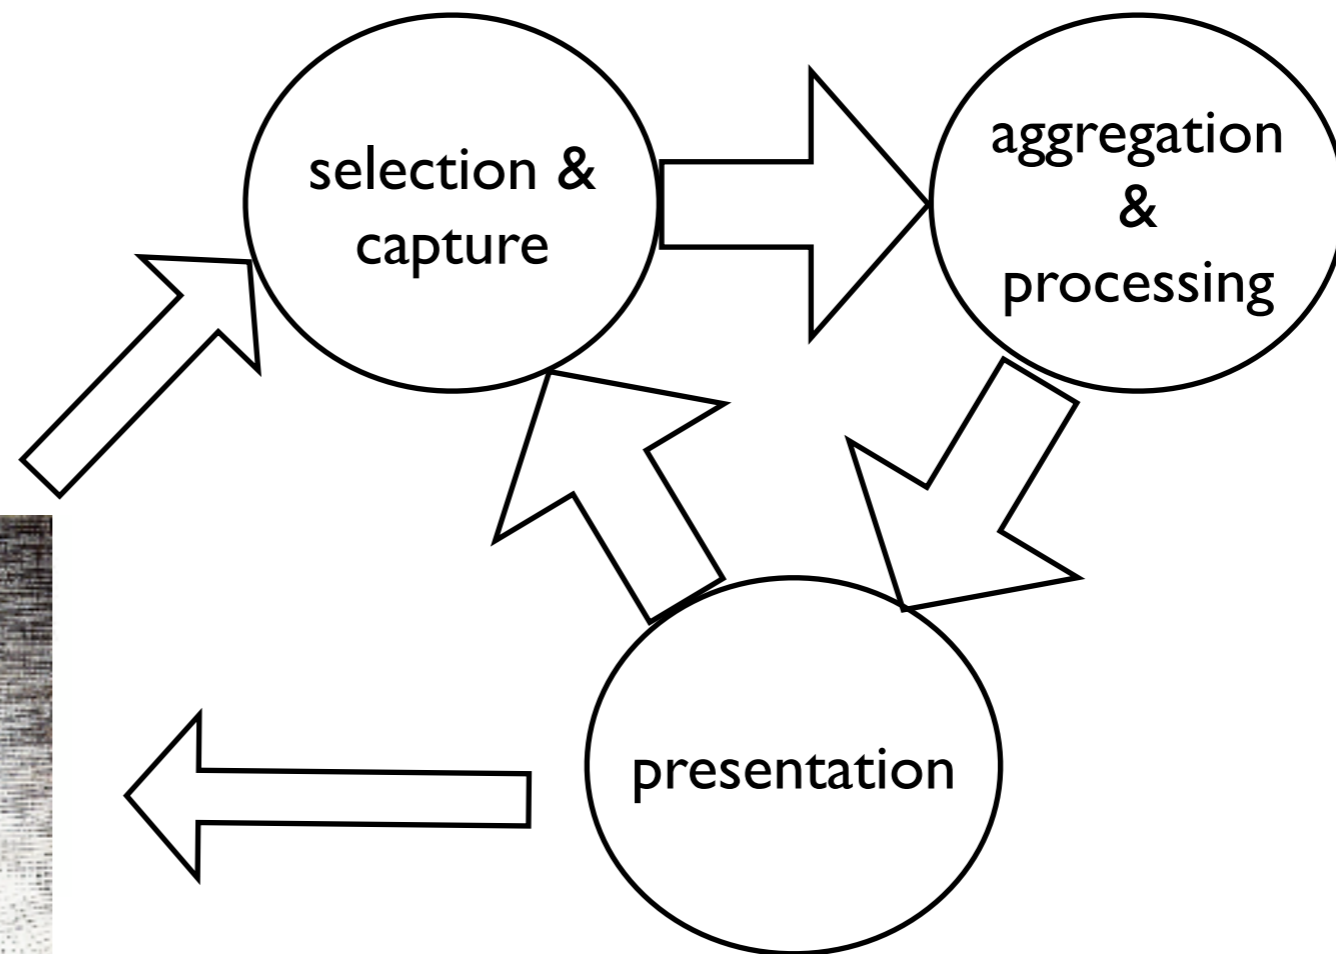 selection &
capture
aggregation
&
processing
presentation